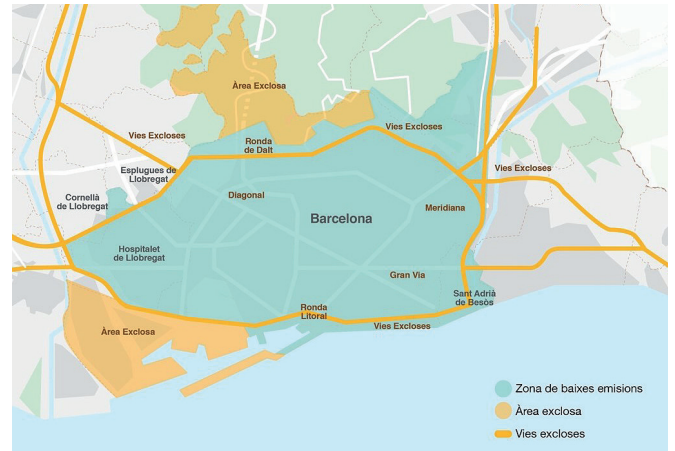 Àrea Exclosa
Vies Excloses
Vies Excloses
Ronda
de Dalt
Esplugues de
Llobregat
Vies Excloses
Cornellà
de Llobregat
Diagonal
Barcelona
Meridiana
Hospitalet
de Llobregat
Gran Via
Sant Adrià
de Besòs
Ronda
Litoral
Àrea Exclosa
Vies Excloses
Zona de baixes emisions
Àrea exclosa
Vies excloses